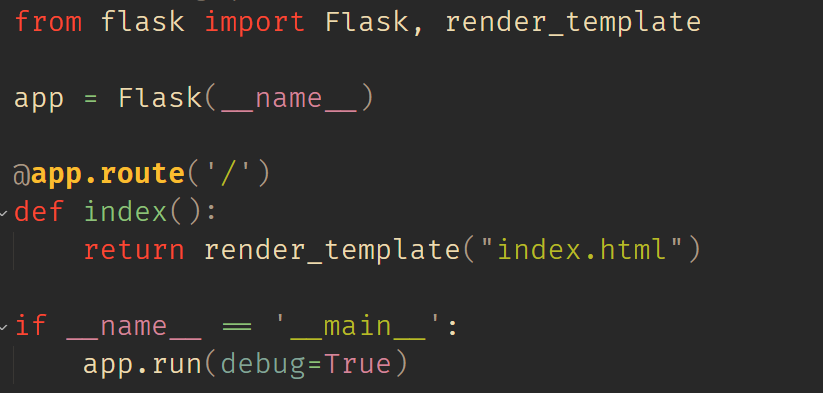 from flask import Flask, render_template
app = Flask(__name__)
@app.route('/')
def index():
return render_template("index.html")
if __name__ == '__main__':
app.run(debug=True)